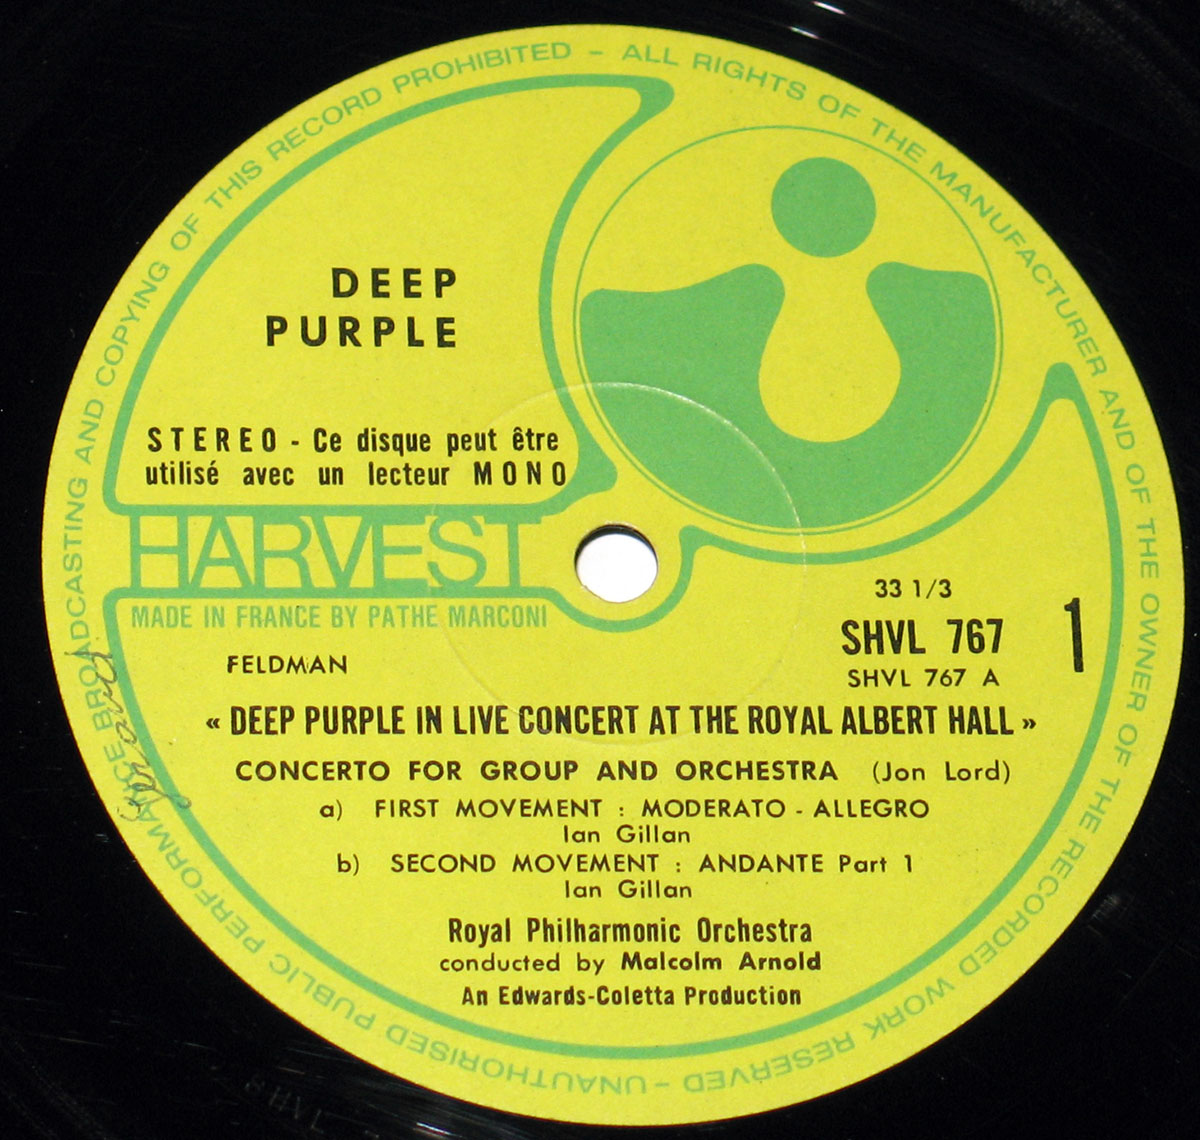 ALL RIGHTS OF THE MANUFACTURER AND OF THE OWNER OF THE RECORDED WORK RESERVED - UNAUTHORISED PUBLIC PERFORMANCE BROADCASTING AND COPYING OF THIS RECORD PROHIBITED -
DEEP
PURPLE
STEREO - Ce disque peut être
utilisé avec un lecteur MONO
HARVEST
MADE IN FRANCE BY PATHE MARCONI
33 1/3
SHVL 767
1
SHVL 767 A
FELDMAN
« DEEP PURPLE IN LIVE CONCERT AT THE ROYAL ALBERT HALL »
CONCERTO FOR GROUP AND ORCHESTRA (Jon Lord)
a) FIRST MOVEMENT : MODERATO - ALLEGRO
Ian Gillan
b) SECOND MOVEMENT : ANDANTE Part 1
Ian Gillan
Royal Philharmonic Orchestra
conducted by Malcolm Arnold
An Edwards-Coletta Production